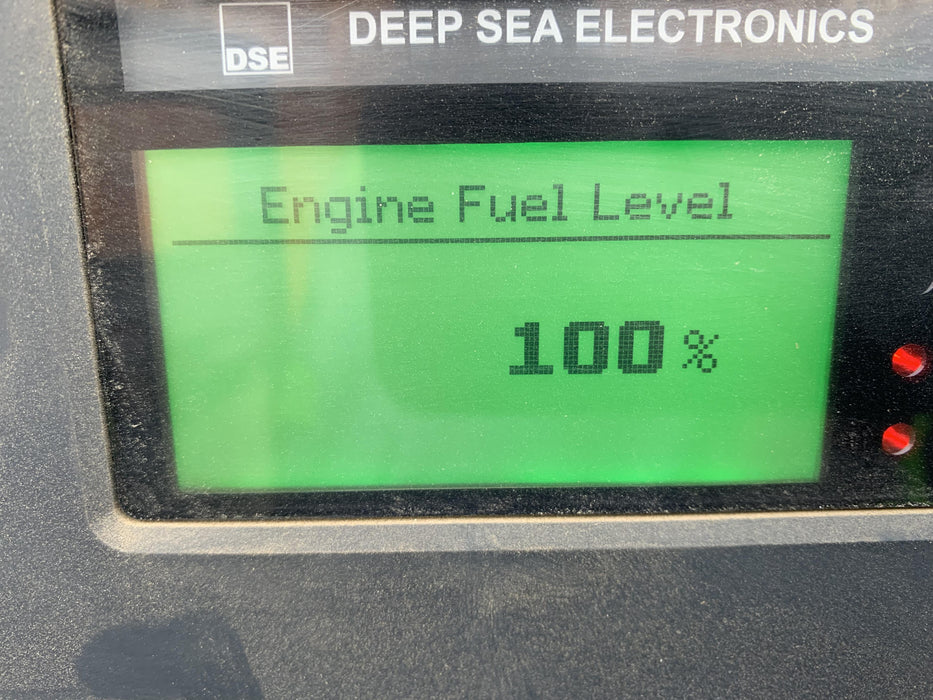 DSE DEEP SEA ELECTRONICS
Engine Fuel Level
100 %